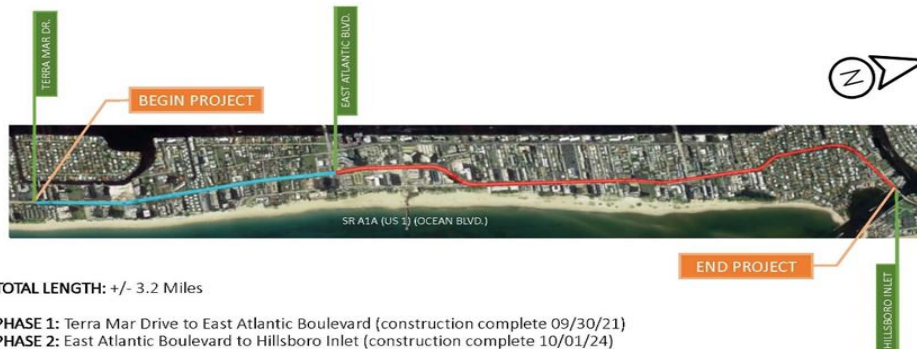 TERRA MAR DR.
EAST ATLANTIC BLVD.
BEGIN PROJECT
Z
SR A1A (US 1) (OCEAN BLVD.)
END PROJECT
HILLSBORO INLET
TOTAL LENGTH: +/- 3.2 Miles
PHASE 1: Terra Mar Drive to East Atlantic Boulevard (construction complete 09/30/21)
PHASE 2: East Atlantic Boulevard to Hillsboro Inlet (construction complete 10/01/24)